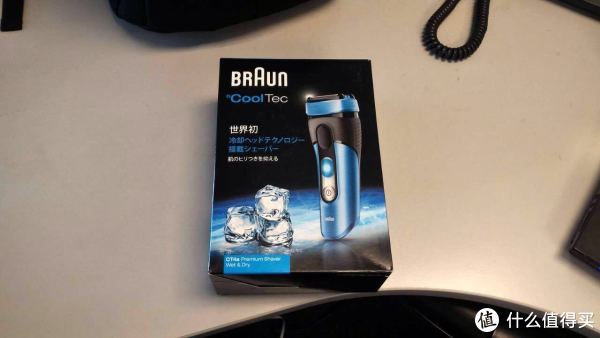 BRAUN
°CoolTec
世界初
冷却ヘッドテクノロジー
搭載シェーバー
肌のヒリつきを抑える
BRAUN
CT4s Premium Shaver
Wet & Dry
值 什么值得买